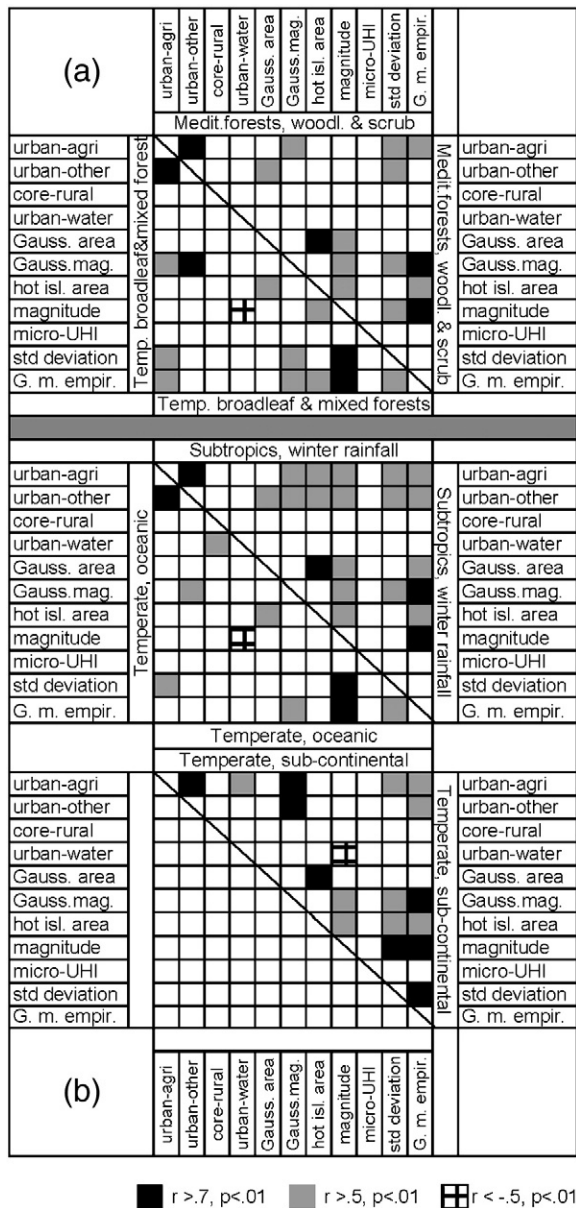 (a)
urban-agri urban-other core-rural urban-water Gauss. area Gauss.mag. hot isl. area magnitude micro-UHI std deviation G. m. empir.
Medit.forests, woodl. & scrub
Temp. broadleaf&mixed forest
Medit.forests, woodl. & scrub
urban-agri urban-agri
urban-other urban-other
core-rural core-rural
urban-water urban-water
Gauss. area Gauss. area
Gauss.mag. Gauss.mag.
hot isl. area hot isl. area
magnitude magnitude
micro-UHI micro-UHI
std deviation std deviation
G. m. empir. G. m. empir.
Temp. broadleaf & mixed forests
Subtropics, winter rainfall
Temperate, oceanic
Subtropics, winter rainfall
urban-agri urban-agri
urban-other urban-other
core-rural core-rural
urban-water urban-water
Gauss. area Gauss. area
Gauss.mag. Gauss.mag.
hot isl. area hot isl. area
magnitude magnitude
micro-UHI micro-UHI
std deviation std deviation
G. m. empir. G. m. empir.
Temperate, oceanic
Temperate, sub-continental
Temperate, sub-continental
urban-agri urban-agri
urban-other urban-other
core-rural core-rural
urban-water urban-water
Gauss. area Gauss. area
Gauss.mag. Gauss.mag.
hot isl. area hot isl. area
magnitude magnitude
micro-UHI micro-UHI
std deviation std deviation
G. m. empir. G. m. empir.
(b)
urban-agri urban-other core-rural urban-water Gauss. area Gauss.mag. hot isl. area magnitude micro-UHI std deviation G. m. empir.
r >.7, p<.01 r >.5, p<.01 r < -.5, p<.01